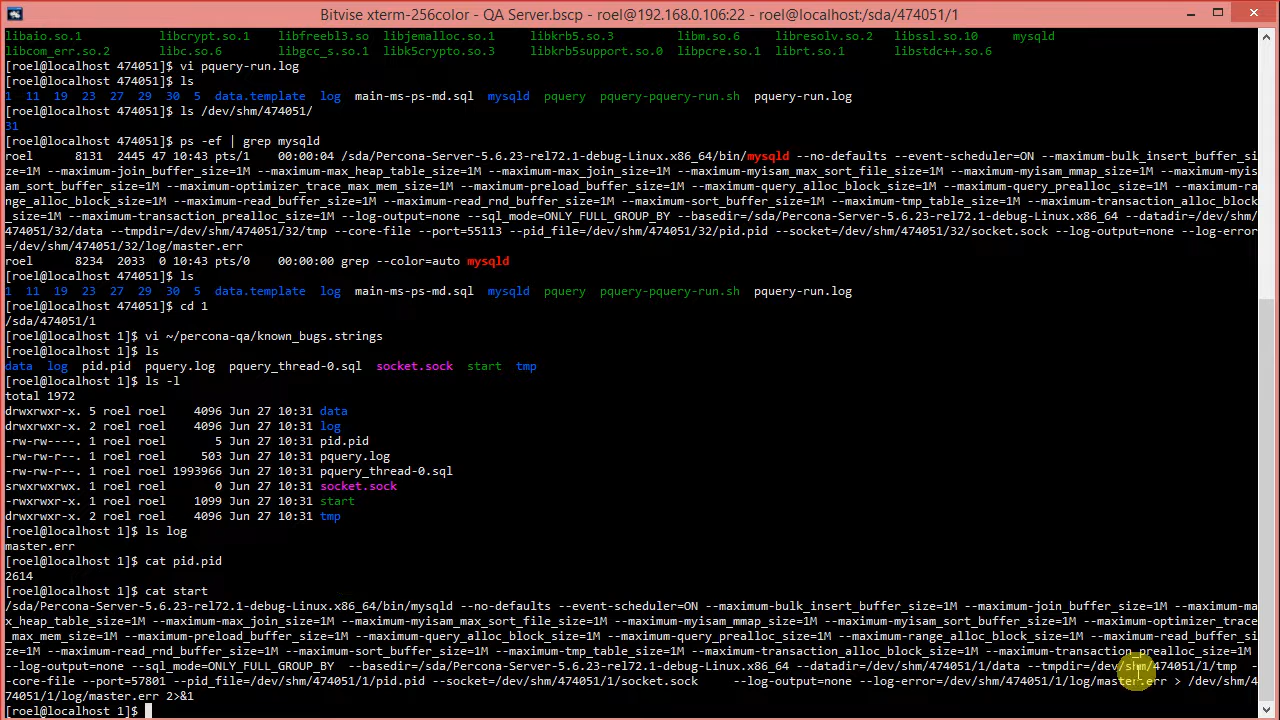 Bitvise xterm-256color - QA Server.bscp - roel@192.168.0.106:22 - roel@localhost:/sda/474051/1
libaio.so.1 libcrypt.so.1 libfreebl3.so libjemalloc.so.1 libkrb5.so.3 libm.so.6 libresolv.so.2 libssl.so.10 mysqld
libcom_err.so.2 libc.so.6 libgcc_s.so.1 libk5crypto.so.3 libkrb5support.so.0 libpcre.so.1 librt.so.1 libstdc++.so.6
[roel@localhost 474051]$ vi pquery-run.log
[roel@localhost 474051]$ ls
1 11 19 23 27 29 30 5 data.template log main-ms-ps-md.sql mysqld pquery pquery-pquery-run.sh pquery-run.log
[roel@localhost 474051]$ ls /dev/shm/474051/
31
[roel@localhost 474051]$ ps -ef | grep mysqld
roel 8131 2445 47 10:43 pts/1 00:00:04 /sda/Percona-Server-5.6.23-rel72.1-debug-Linux.x86_64/bin/mysqld --no-defaults --event-scheduler=ON --maximum-bulk_insert_buffer_si
ze=1M --maximum-join_buffer_size=1M --maximum-max_heap_table_size=1M --maximum-max_join_size=1M --maximum-myisam_max_sort_file_size=1M --maximum-myisam_mmap_size=1M --maximum-myis
am_sort_buffer_size=1M --maximum-optimizer_trace_max_mem_size=1M --maximum-preload_buffer_size=1M --maximum-query_alloc_block_size=1M --maximum-query_prealloc_size=1M --maximum-ra
nge_alloc_block_size=1M --maximum-read_buffer_size=1M --maximum-read_rnd_buffer_size=1M --maximum-sort_buffer_size=1M --maximum-tmp_table_size=1M --maximum-transaction_alloc_block
_size=1M --maximum-transaction_prealloc_size=1M --log-output=none --sql_mode=ONLY_FULL_GROUP_BY --basedir=/sda/Percona-Server-5.6.23-rel72.1-debug-Linux.x86_64 --datadir=/dev/shm/
474051/32/data --tmpdir=/dev/shm/474051/32/tmp --core-file --port=55113 --pid_file=/dev/shm/474051/32/pid.pid --socket=/dev/shm/474051/32/socket.sock --log-output=none --log-error
=/dev/shm/474051/32/log/master.err
roel 8234 2033 0 10:43 pts/0 00:00:00 grep --color=auto mysqld
[roel@localhost 474051]$ ls
1 11 19 23 27 29 30 5 data.template log main-ms-ps-md.sql mysqld pquery pquery-pquery-run.sh pquery-run.log
[roel@localhost 474051]$ cd 1
/sda/474051/1
[roel@localhost 1]$ vi ~/percona-qa/known_bugs.strings
[roel@localhost 1]$ ls
data log pid.pid pquery.log pquery_thread-0.sql socket.sock start tmp
[roel@localhost 1]$ ls -l
total 1972
drwxrwxr-x. 5 roel roel 4096 Jun 27 10:31 data
drwxrwxr-x. 2 roel roel 4096 Jun 27 10:31 log
-rw-rw----. 1 roel roel 5 Jun 27 10:31 pid.pid
-rw-rw-r--. 1 roel roel 503 Jun 27 10:31 pquery.log
-rw-rw-r--. 1 roel roel 1993966 Jun 27 10:31 pquery_thread-0.sql
srwxrwxrwx. 1 roel roel 0 Jun 27 10:31 socket.sock
-rwxrwxr-x. 1 roel roel 1099 Jun 27 10:31 start
drwxrwxr-x. 2 roel roel 4096 Jun 27 10:31 tmp
[roel@localhost 1]$ ls log
master.err
[roel@localhost 1]$ cat pid.pid
2614
[roel@localhost 1]$ cat start
/sda/Percona-Server-5.6.23-rel72.1-debug-Linux.x86_64/bin/mysqld --no-defaults --event-scheduler=ON --maximum-bulk_insert_buffer_size=1M --maximum-join_buffer_size=1M --maximum-ma
x_heap_table_size=1M --maximum-max_join_size=1M --maximum-myisam_max_sort_file_size=1M --maximum-myisam_mmap_size=1M --maximum-myisam_sort_buffer_size=1M --maximum-optimizer_trace
_max_mem_size=1M --maximum-preload_buffer_size=1M --maximum-query_alloc_block_size=1M --maximum-query_prealloc_size=1M --maximum-range_alloc_block_size=1M --maximum-read_buffer_si
ze=1M --maximum-read_rnd_buffer_size=1M --maximum-sort_buffer_size=1M --maximum-tmp_table_size=1M --maximum-transaction_alloc_block_size=1M --maximum-transaction_prealloc_size=1M
--log-output=none --sql_mode=ONLY_FULL_GROUP_BY --basedir=/sda/Percona-Server-5.6.23-rel72.1-debug-Linux.x86_64 --datadir=/dev/shm/474051/1/data --tmpdir=/dev/shm/474051/1/tmp -
-core-file --port=57801 --pid_file=/dev/shm/474051/1/pid.pid --socket=/dev/shm/474051/1/socket.sock --log-output=none --log-error=/dev/shm/474051/1/log/master.err > /dev/shm/4
74051/1/log/master.err 2>&1
[roel@localhost 1]$